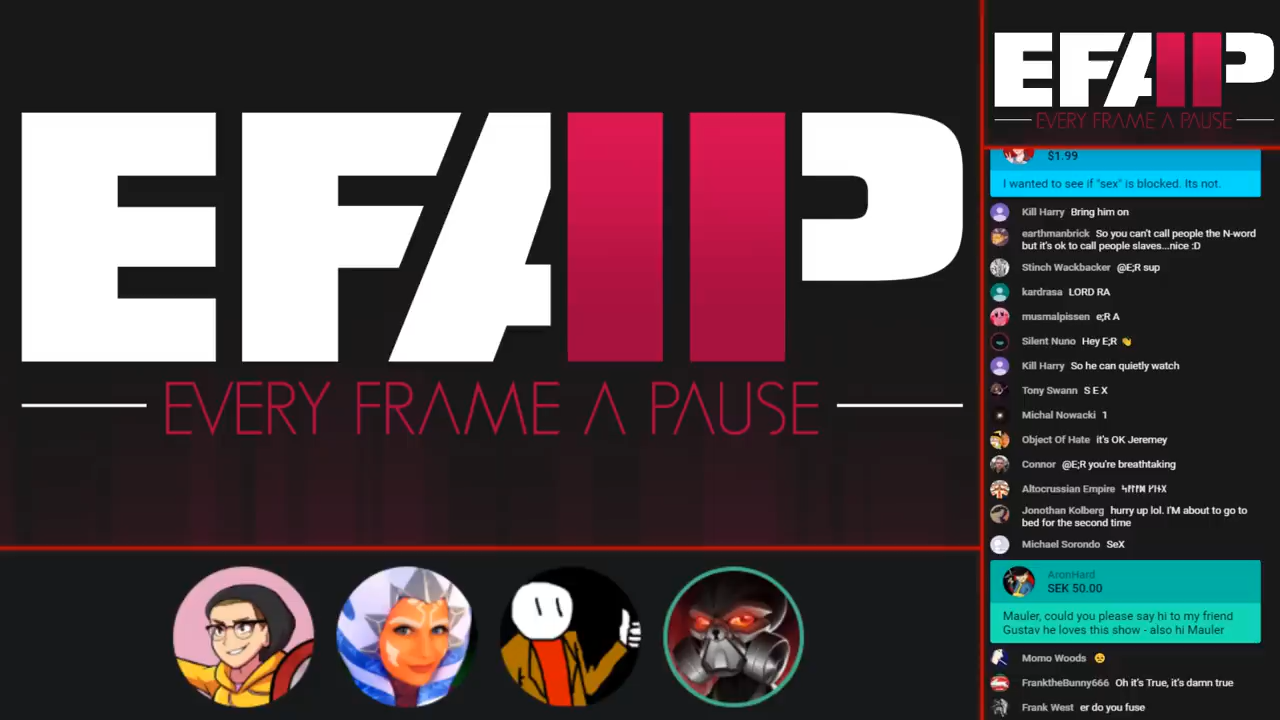 EFAP
EVERY FRAME A PAUSE
EFAP
EVERY FRAME A PAUSE
$1.99
I wanted to see if "sex" is blocked. Its not.
Kill Harry Bring him on
earthmanbrick So you can't call people the N-word
but it's ok to call people slaves...nice :D
Stinch Wackbacker @E;R sup
kardrasa LORD RA
musmalpissen e;R A
Silent Nuno Hey E;R 👋
Kill Harry So he can quietly watch
Tony Swann S E X
Michal Nowacki 1
Object Of Hate it's OK Jeremey
Connor @E;R you're breathtaking
Altocrussian Empire
Jonothan Kolberg hurry up lol. I'M about to go to
bed for the second time
Michael Sorondo SeX
AronHard
SEK 50.00
Mauler, could you please say hi to my friend
Gustav he loves this show - also hi Mauler
Momo Woods
FranktheBunny666 Oh it's True, it's damn true
Frank West er do you fuse